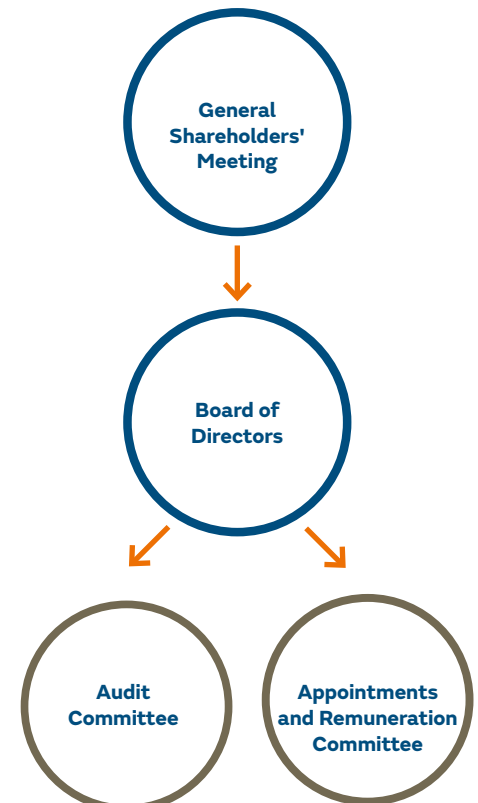 General
Shareholders'
Meeting
Board of
Directors
Audit
Committee
Appointments
and Remuneration
Committee